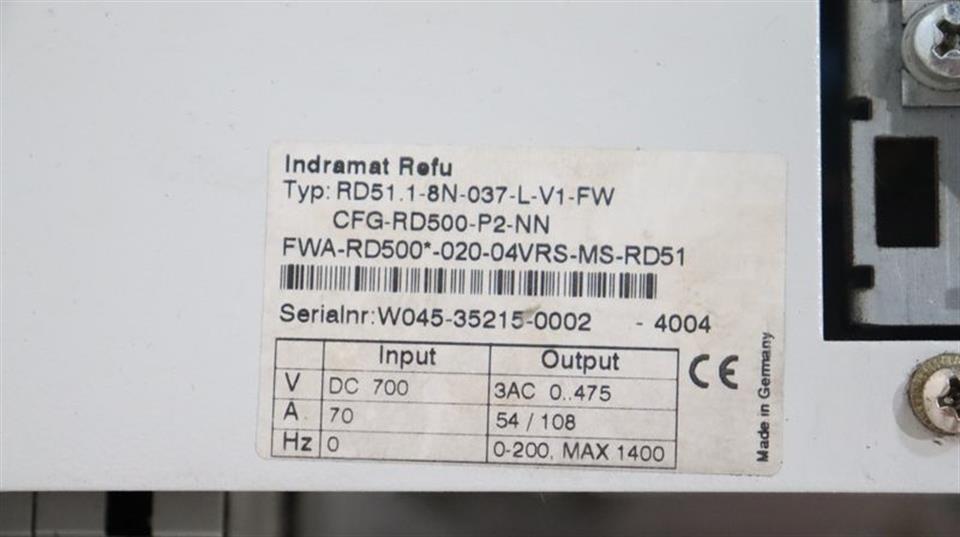 Indramat Refu
Typ: RD51.1-8N-037-L-V1-FW
CFG-RD500-P2-NN
FWA-RD500*-020-04VRS-MS-RD51
Serialnr: W045-35215-0002 - 4004
Input Output
V DC 700 3AC 0..475
A 70 54 / 108
Hz 0 0-200, MAX 1400
CE
Made in Germany